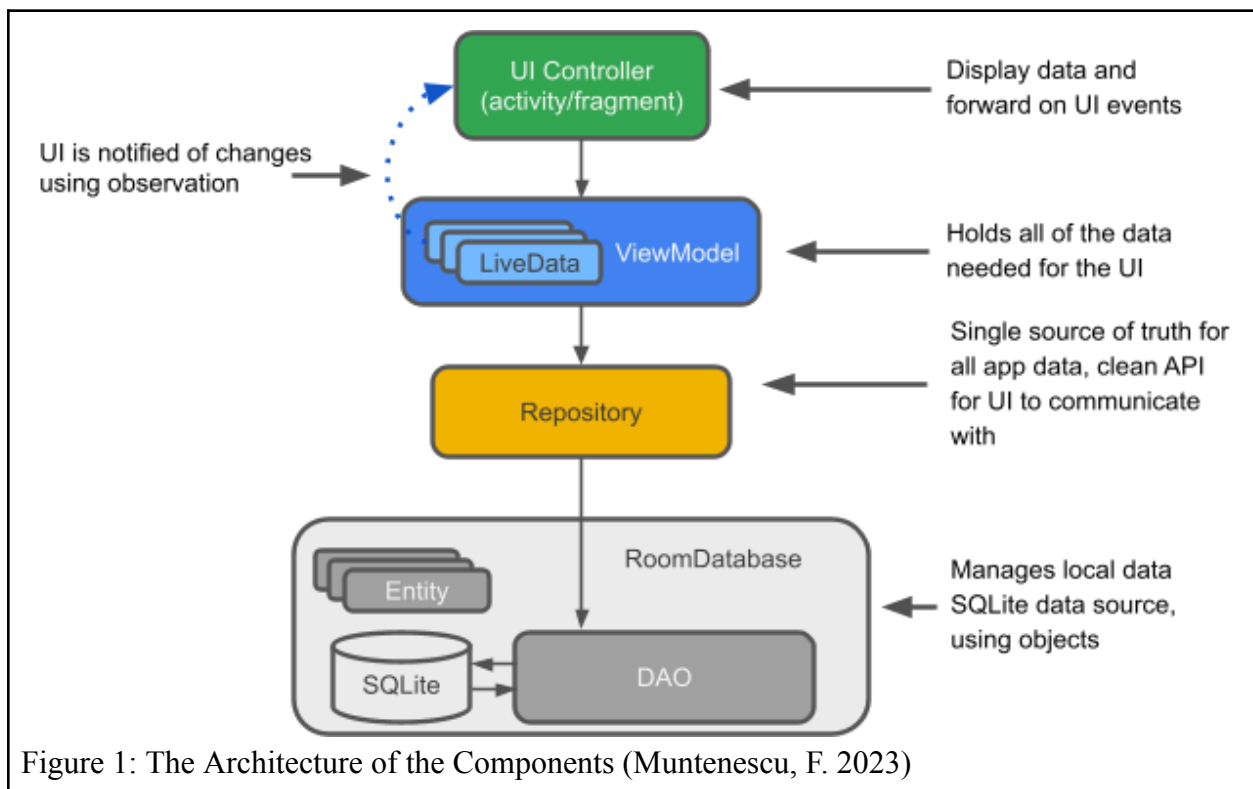 UI Controller
(activity/fragment)
Display data and
forward on UI events
UI is notified of changes
using observation
LiveData
ViewModel
Holds all of the data
needed for the UI
Single source of truth for
all app data, clean API
for UI to communicate
with
Repository
RoomDatabase
Entity
Manages local data
SQLite data source,
using objects
SQLite
DAO
Figure 1: The Architecture of the Components (Muntenescu, F. 2023)